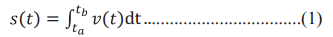 s(t) = ∫_{t_a}^{t_b} v(t)dt ................................(1)